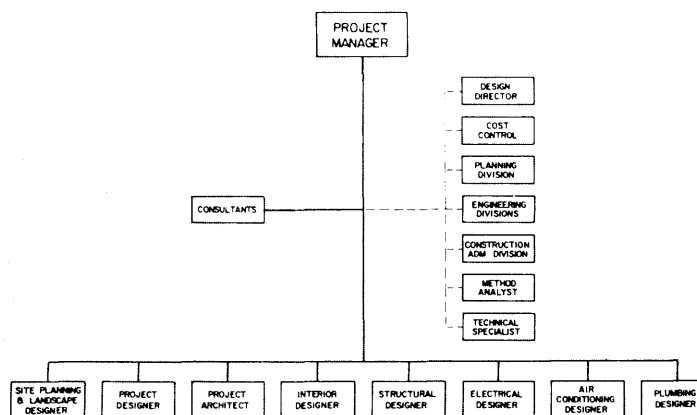 PROJECT
MANAGER
DESIGN
DIRECTOR
COST
CONTROL
PLANNING
DIVISION
CONSULTANTS
ENGINEERING
DIVISIONS
CONSTRUCTION
ADM DIVISION
METHOD
ANALYST
TECHNICAL
SPECIALIST
SITE PLANNING
& LANDSCAPE
DESIGNER
PROJECT
DESIGNER
PROJECT
ARCHITECT
INTERIOR
DESIGNER
STRUCTURAL
DESIGNER
ELECTRICAL
DESIGNER
AIR
CONDITIONING
DESIGNER
PLUMBING
DESIGNER